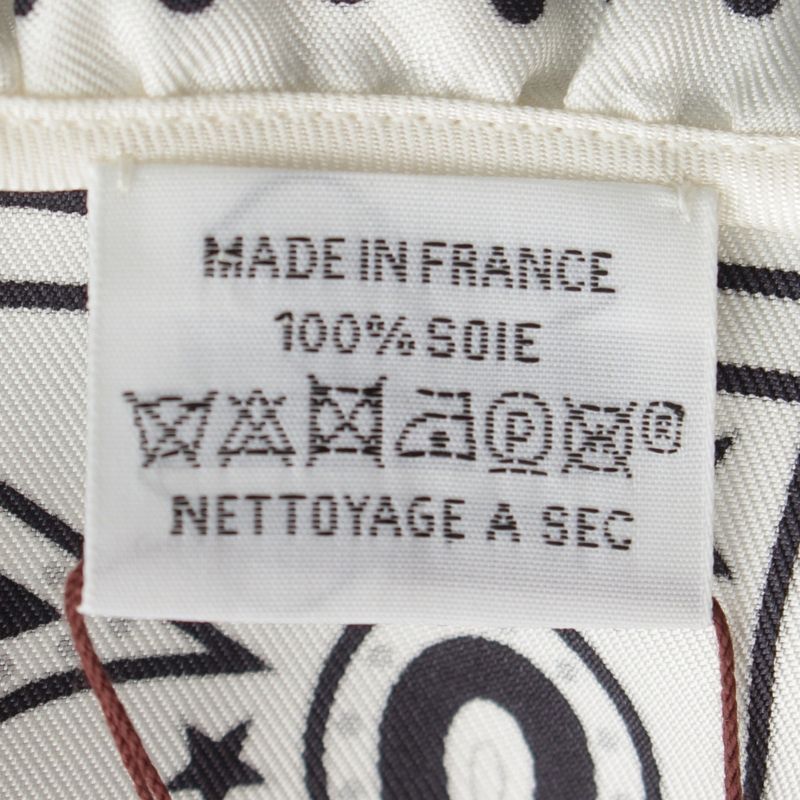 MADE IN FRANCE
100% SOIE
P ®
NETTOYAGE A SEC